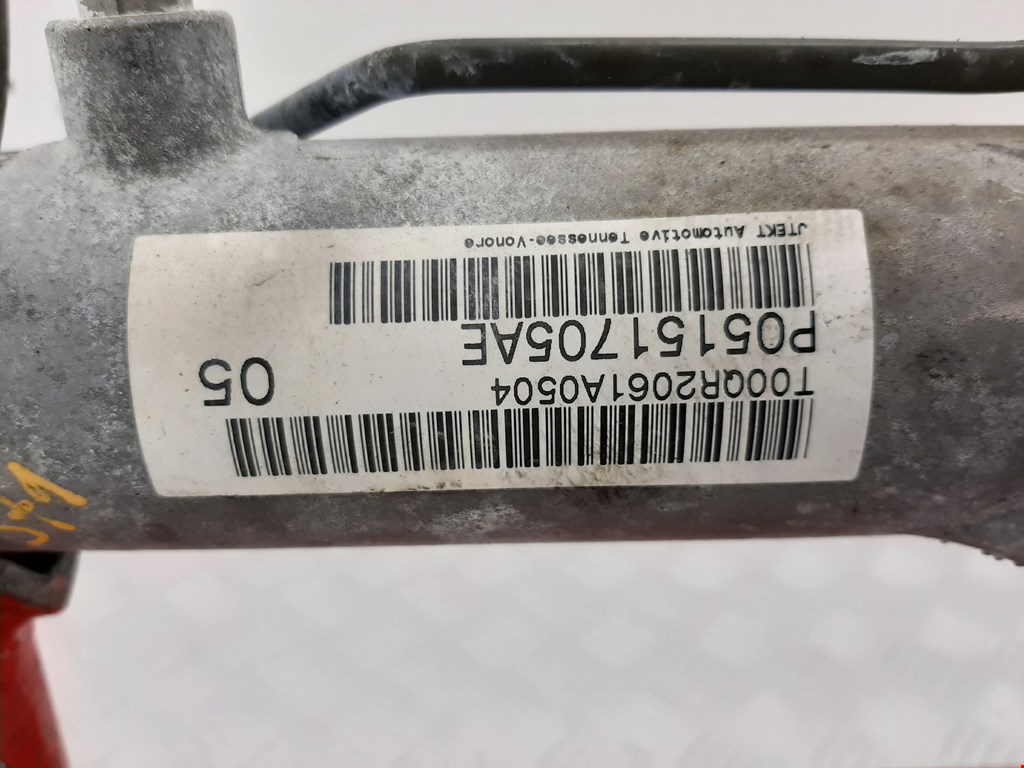 T00QR2061A0504
05
P05151705AE
JTEKT Automotive Tennessee-Vonore